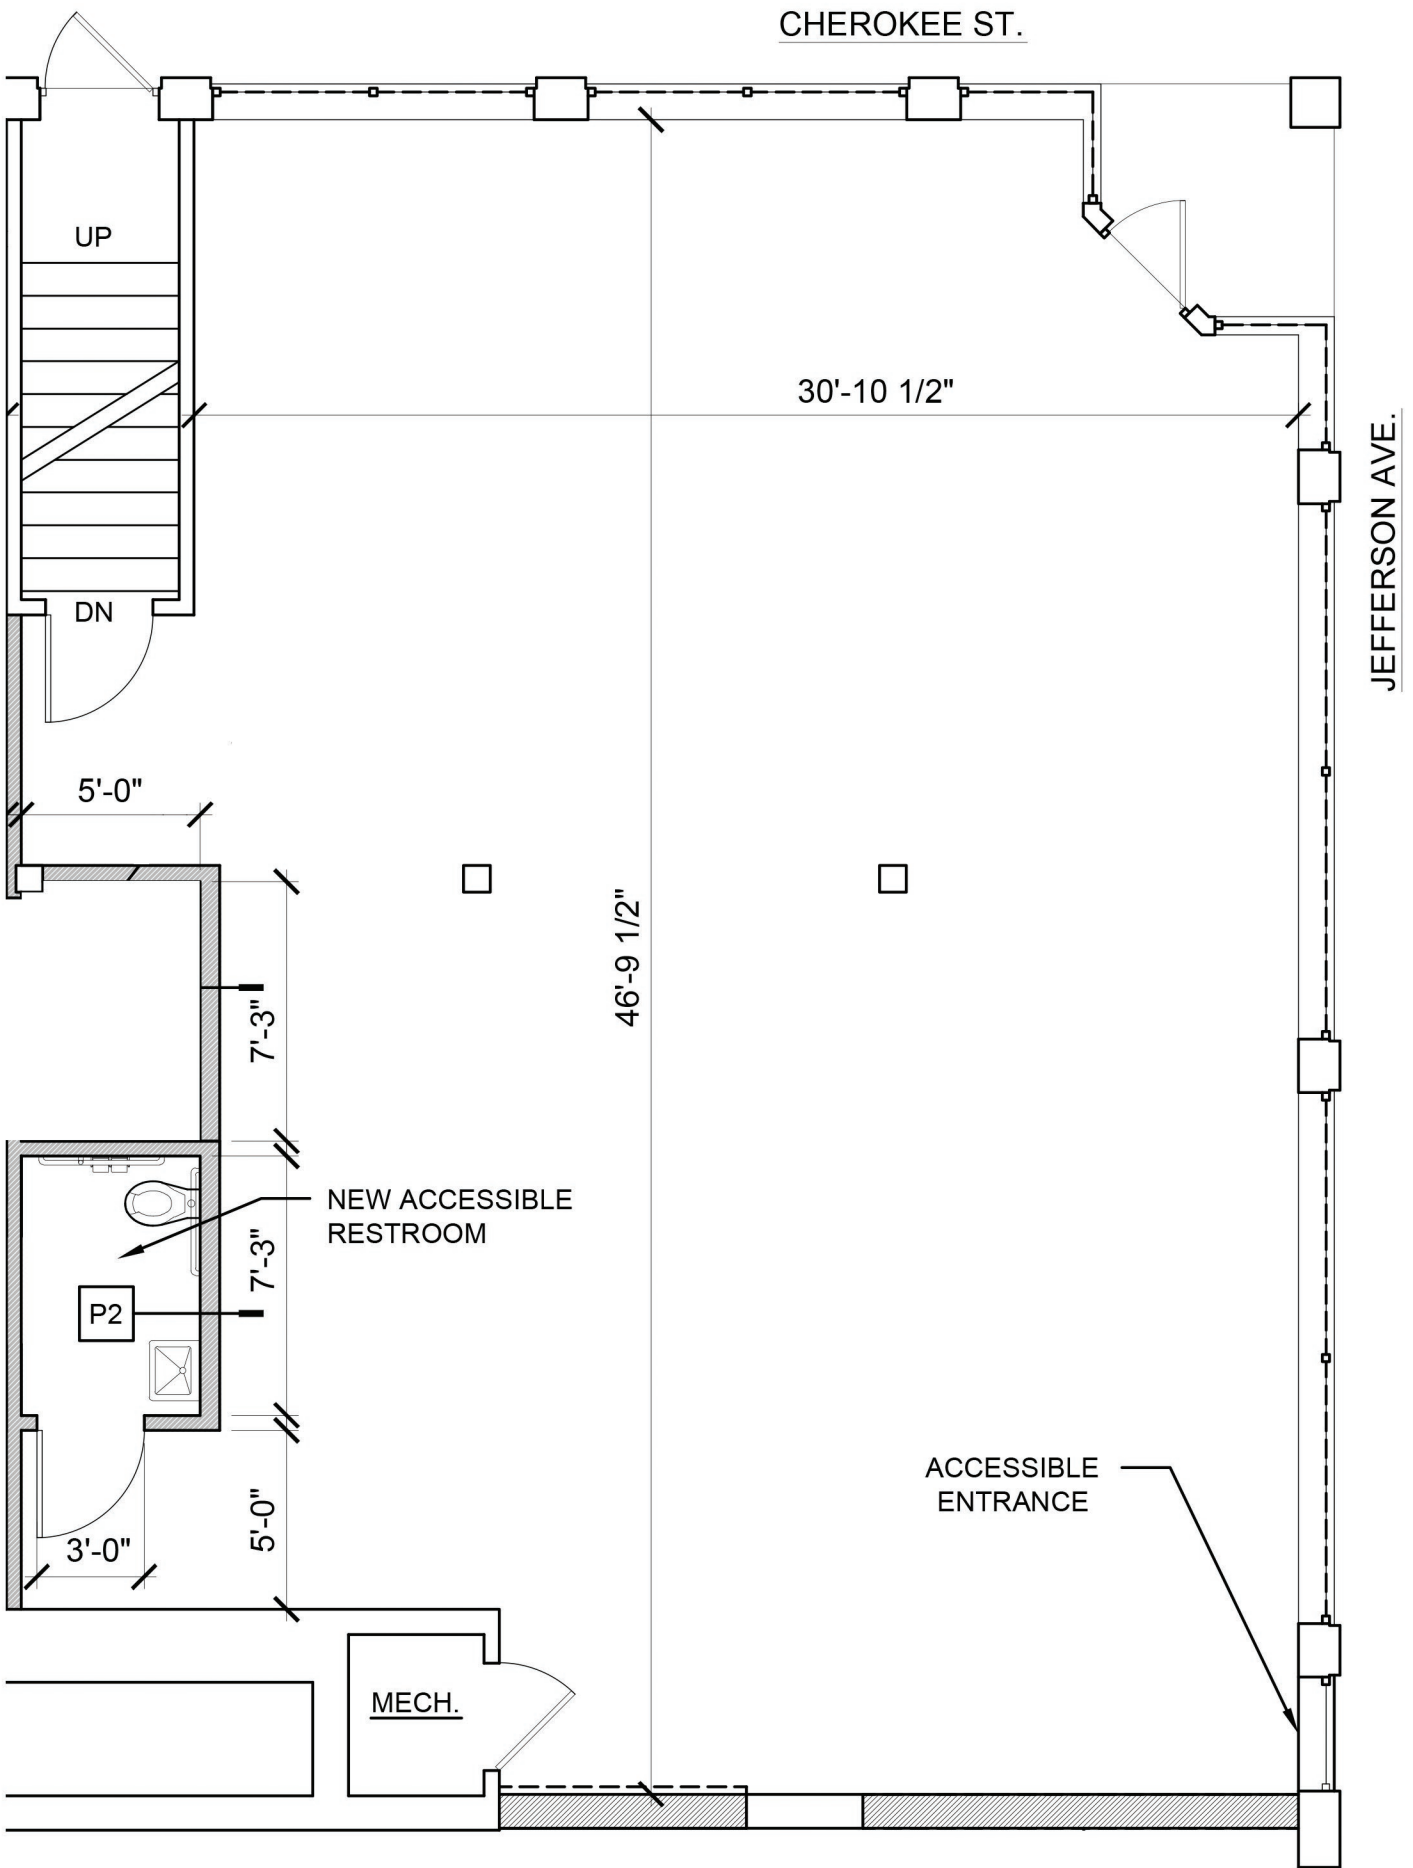 CHEROKEE ST.
UP
30'-10 1/2"
JEFFERSON AVE.
DN
5'-0"
46'-9 1/2"
7'-3"
NEW ACCESSIBLE
RESTROOM
7'-3"
P2
ACCESSIBLE
ENTRANCE
5'-0"
3'-0"
MECH.